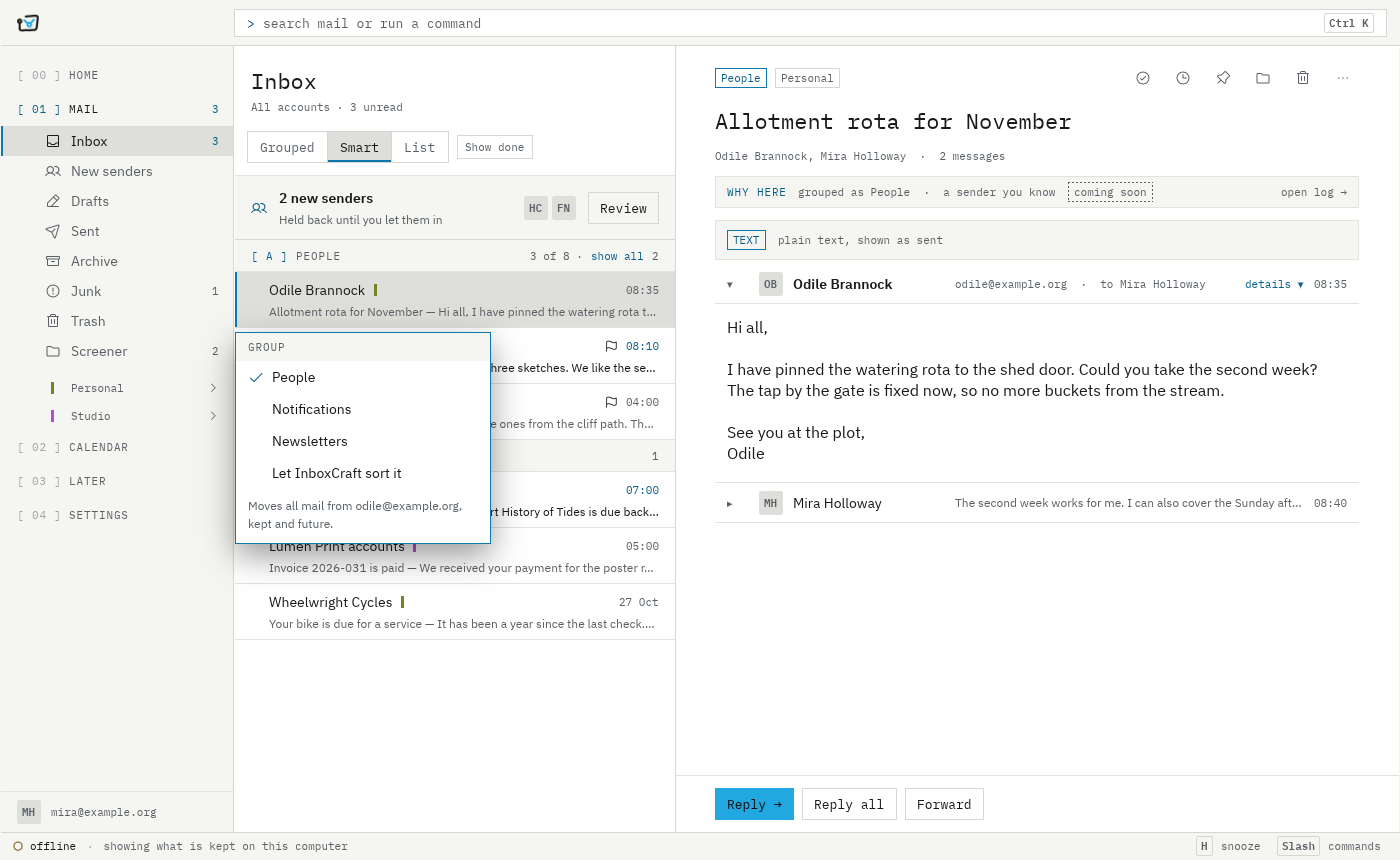 > search mail or run a command Ctrl K
[ 00 ] HOME
[ 01 ] MAIL 3
Inbox 3
New senders
Drafts
Sent
Archive
Junk 1
Trash
Screener 2
Personal
Studio
[ 02 ] CALENDAR
[ 03 ] LATER
[ 04 ] SETTINGS
MH mira@example.org
Inbox
All accounts · 3 unread
Grouped Smart List Show done
2 new senders
Held back until you let them in
HC FN Review
[ A ] PEOPLE 3 of 8 · show all 2
Odile Brannock 08:35
Allotment rota for November — Hi all, I have pinned the watering rota t…
08:10
hree sketches. We like the se…
04:00
e ones from the cliff path. Th…
1
07:00
rt History of Tides is due back…
GROUP
People
Notifications
Newsletters
Let InboxCraft sort it
Moves all mail from odile@example.org,
kept and future.
Lumen Print accounts 05:00
Invoice 2026-031 is paid — We received your payment for the poster r…
Wheelwright Cycles 27 Oct
Your bike is due for a service — It has been a year since the last check.…
People Personal
Allotment rota for November
Odile Brannock, Mira Holloway · 2 messages
WHY HERE grouped as People · a sender you know coming soon open log →
TEXT plain text, shown as sent
▾ OB Odile Brannock odile@example.org · to Mira Holloway details ▾ 08:35
Hi all,
I have pinned the watering rota to the shed door. Could you take the second week?
The tap by the gate is fixed now, so no more buckets from the stream.
See you at the plot,
Odile
▸ MH Mira Holloway The second week works for me. I can also cover the Sunday aft… 08:40
Reply → Reply all Forward
offline · showing what is kept on this computer
H snooze Slash commands